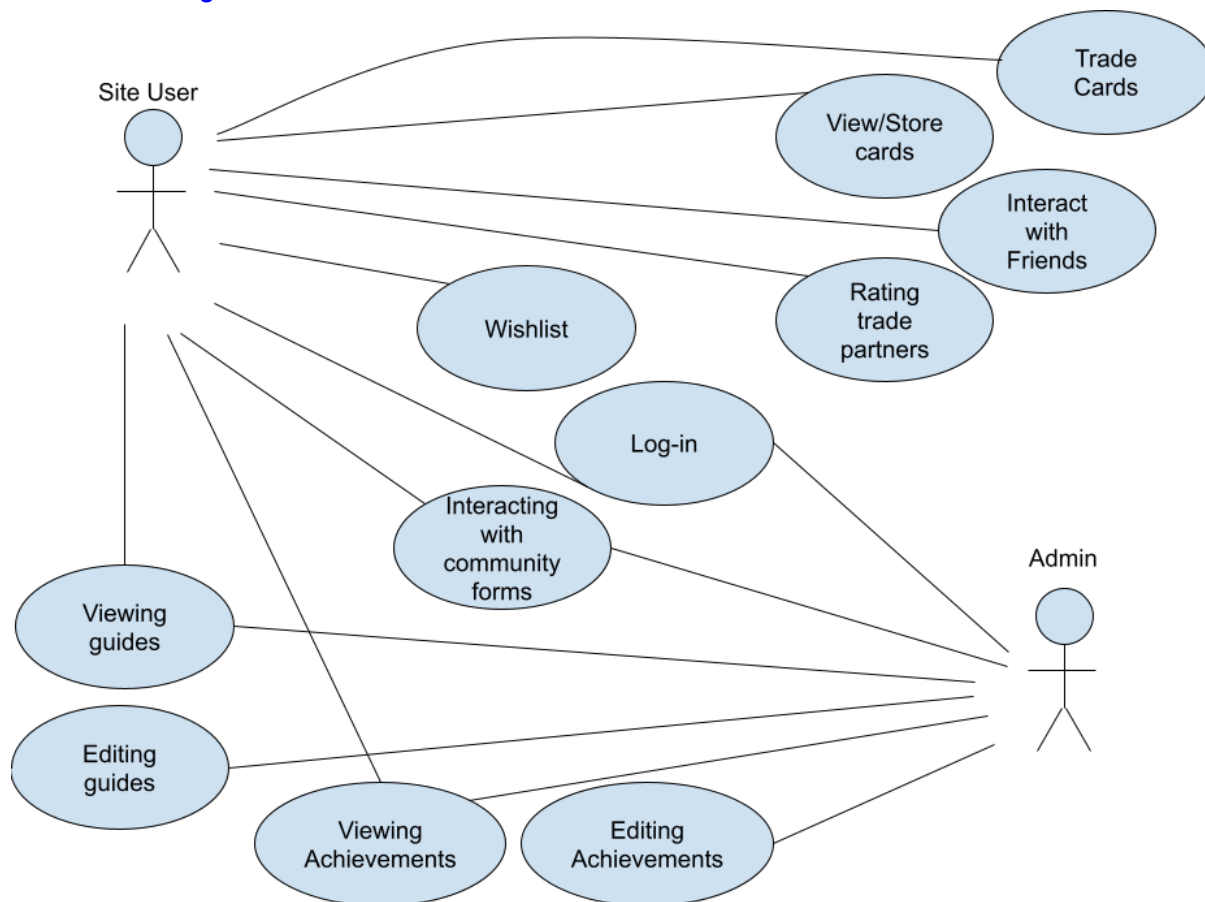 Trade
Cards
Site User
View/Store
cards
Interact
with
Friends
Rating
trade
partners
Wishlist
Log-in
Interacting
with
community
forms
Admin
Viewing
guides
Editing
guides
Viewing
Achievements
Editing
Achievements